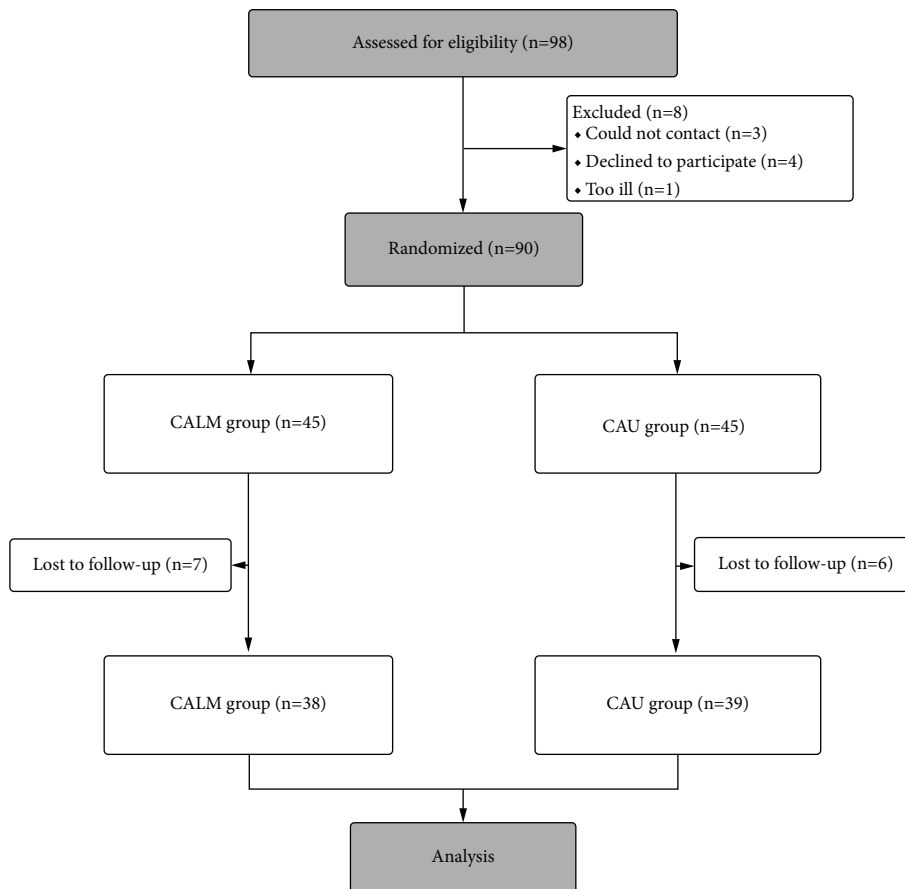 Assessed for eligibility (n=98)
Excluded (n=8)
◆ Could not contact (n=3)
◆ Declined to participate (n=4)
◆ Too ill (n=1)
Randomized (n=90)
CALM group (n=45)
CAU group (n=45)
Lost to follow-up (n=7)
Lost to follow-up (n=6)
CALM group (n=38)
CAU group (n=39)
Analysis